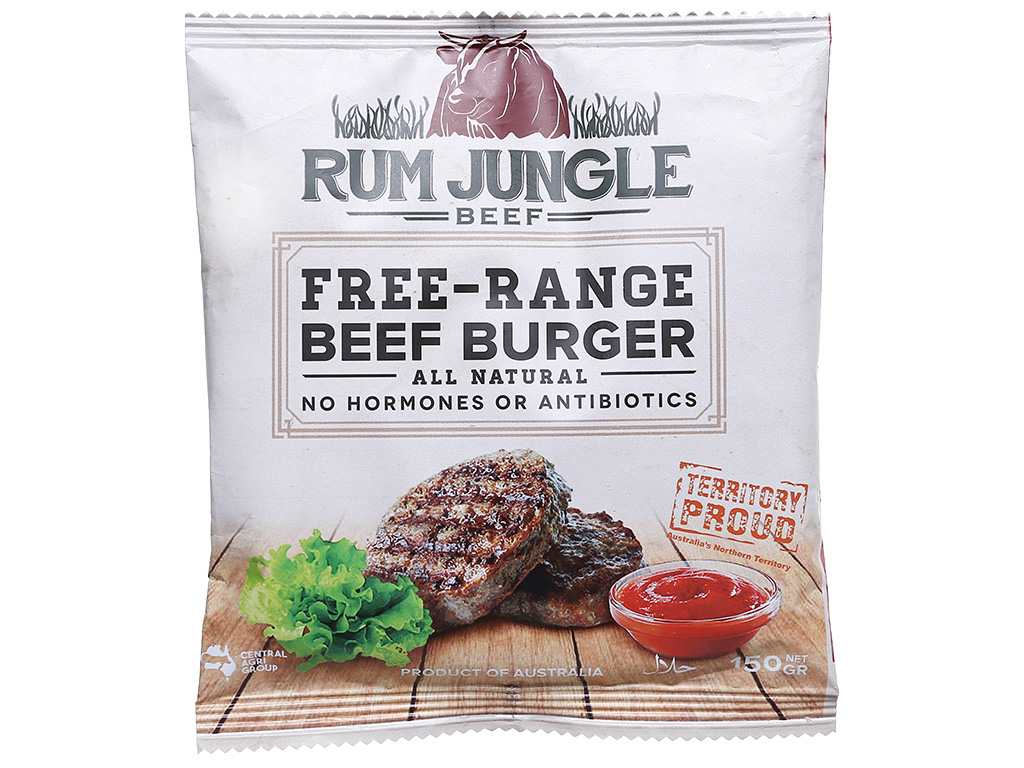 RUM JUNGLE
BEEF
FREE-RANGE
BEEF BURGER
ALL NATURAL
NO HORMONES OR ANTIBIOTICS
TERRITORY
PROUD
Australia's Northern Territory
CENTRAL
AGRI
GROUP
PRODUCT OF AUSTRALIA
حلال
150 NET
GR